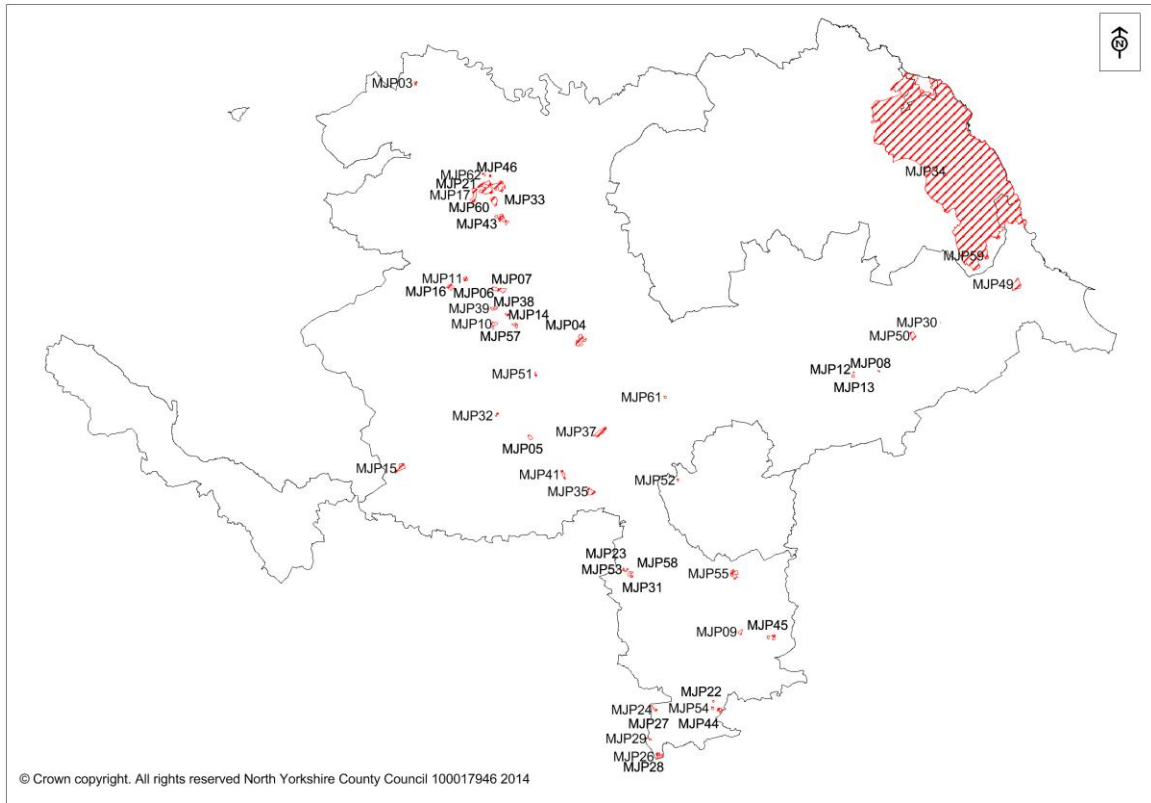 N
MJP03
MJP46
MJP62
MJP21
MJP34
MJP17
MJP33
MJP60
MJP43
MJP59
MJP11
MJP07
MJP49
MJP16
MJP06
MJP38
MJP39
MJP14
MJP10
MJP04
MJP30
MJP57
MJP50
MJP08
MJP12
MJP51
MJP13
MJP61
MJP32
MJP37
MJP05
MJP15
MJP41
MJP52
MJP35
MJP23
MJP58
MJP53
MJP55
MJP31
MJP45
MJP09
MJP22
MJP24
MJP54
MJP27
MJP44
MJP29
MJP26
MJP28
© Crown copyright. All rights reserved North Yorkshire County Council 100017946 2014